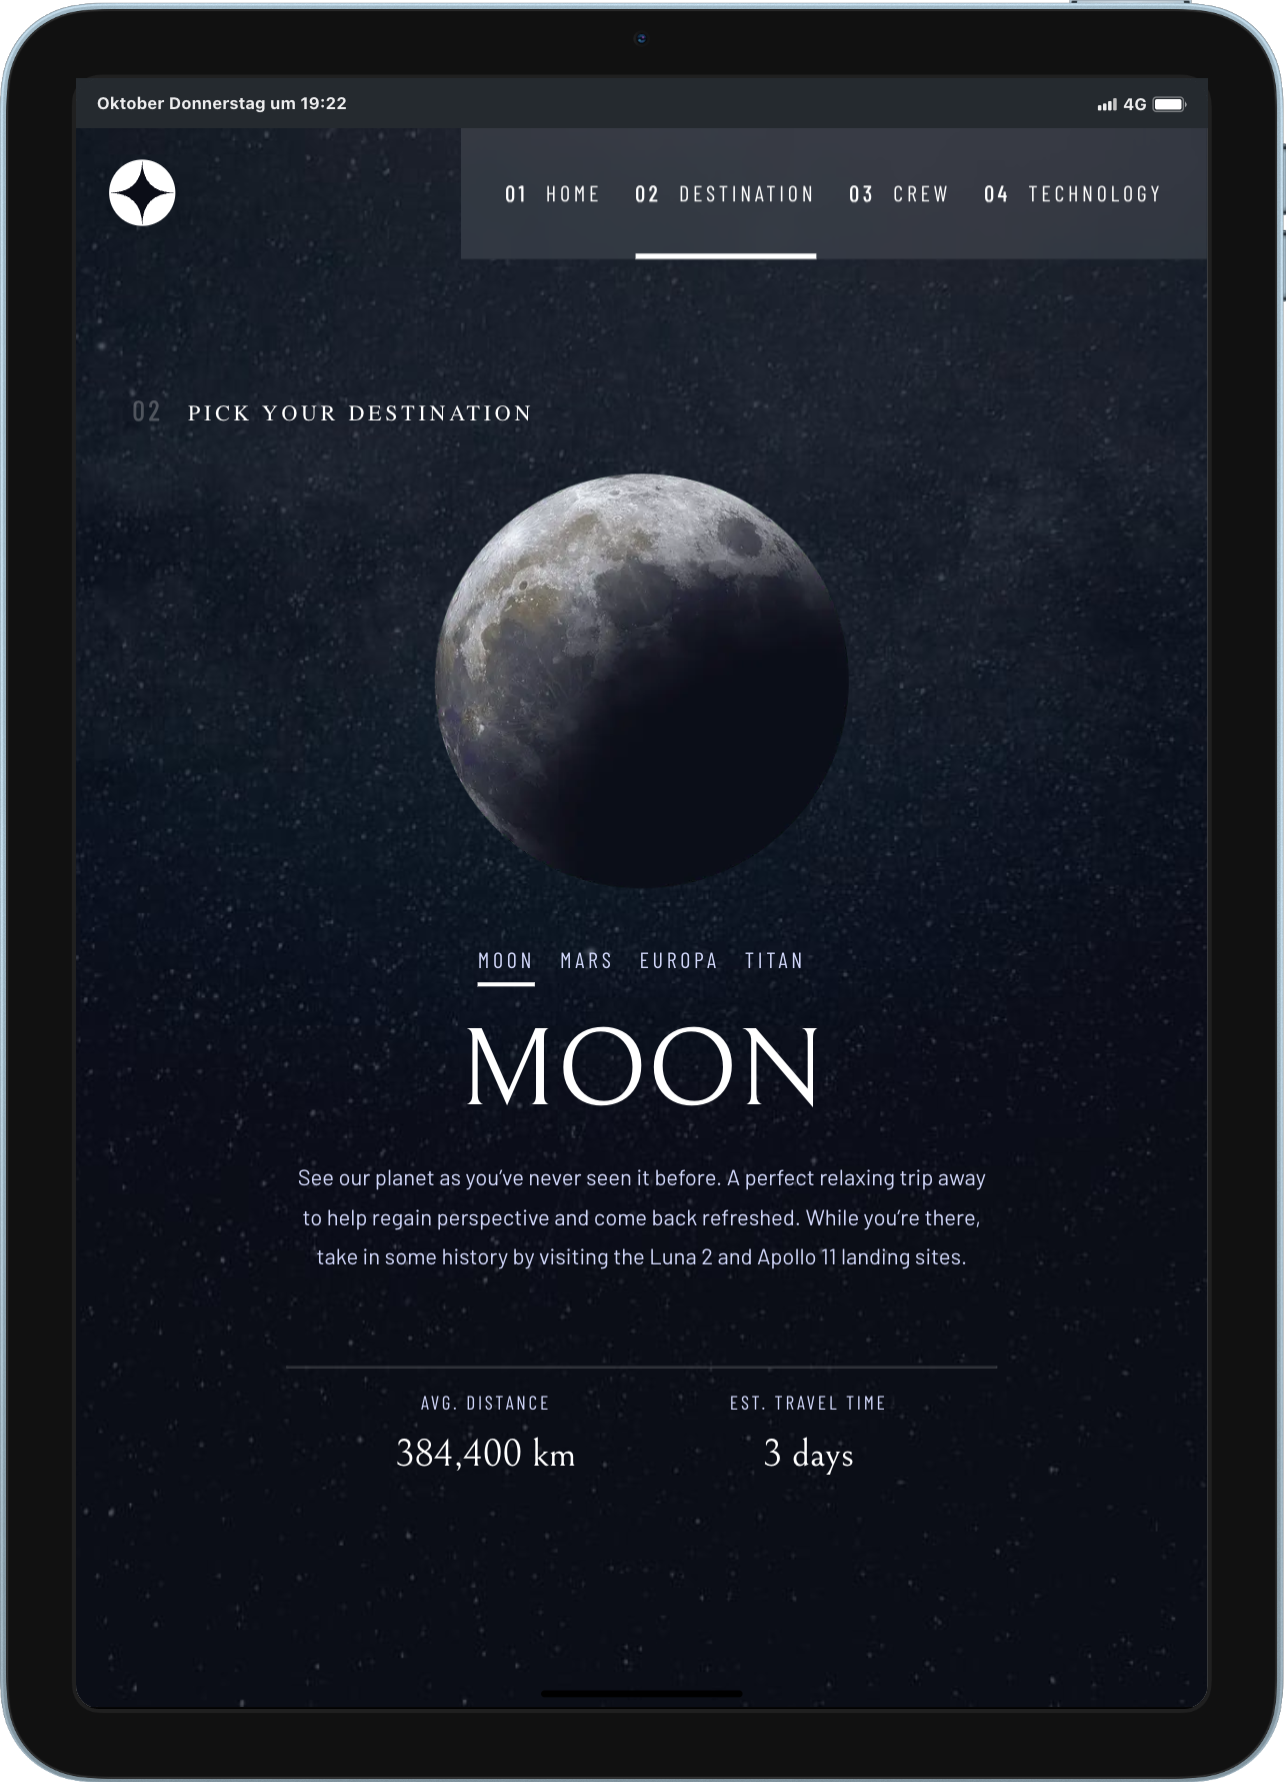 Oktober Donnerstag um 19:22
4G
01 HOME 02 DESTINATION 03 CREW 04 TECHNOLOGY
02 PICK YOUR DESTINATION
MOON MARS EUROPA TITAN
MOON
See our planet as you’ve never seen it before. A perfect relaxing trip away
to help regain perspective and come back refreshed. While you’re there,
take in some history by visiting the Luna 2 and Apollo 11 landing sites.
AVG. DISTANCE
384,400 km
EST. TRAVEL TIME
3 days